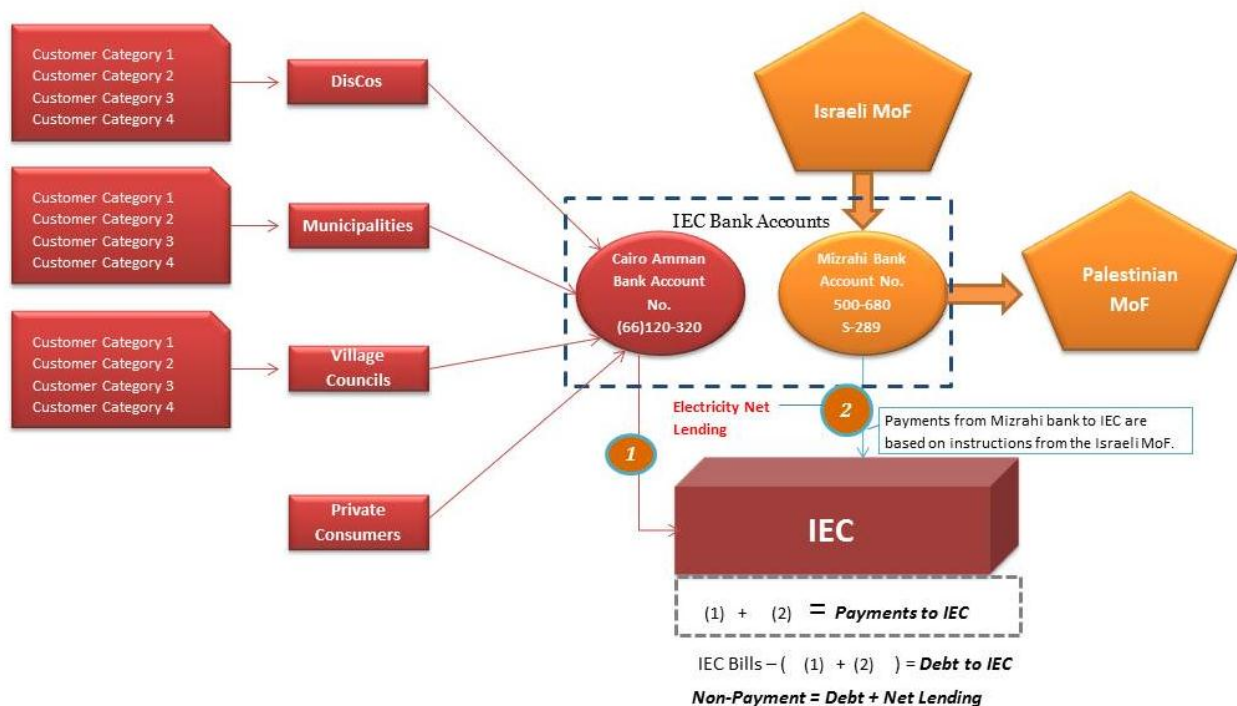 Customer Category 1
Customer Category 2
Customer Category 3
Customer Category 4
DisCos
Israeli MoF
Customer Category 1
Customer Category 2
Customer Category 3
Customer Category 4
Municipalities
IEC Bank Accounts
Cairo Amman
Bank Account
No.
(66)120-320
Mizrahi Bank
Account No.
500-680
S-289
Palestinian
MoF
Customer Category 1
Customer Category 2
Customer Category 3
Customer Category 4
Village
Councils
Electricity Net
Lending
2
Payments from Mizrahi bank to IEC are
based on instructions from the Israeli MoF.
1
Private
Consumers
IEC
(1) + (2) = Payments to IEC
IEC Bills – ( (1) + (2) ) = Debt to IEC
Non-Payment = Debt + Net Lending